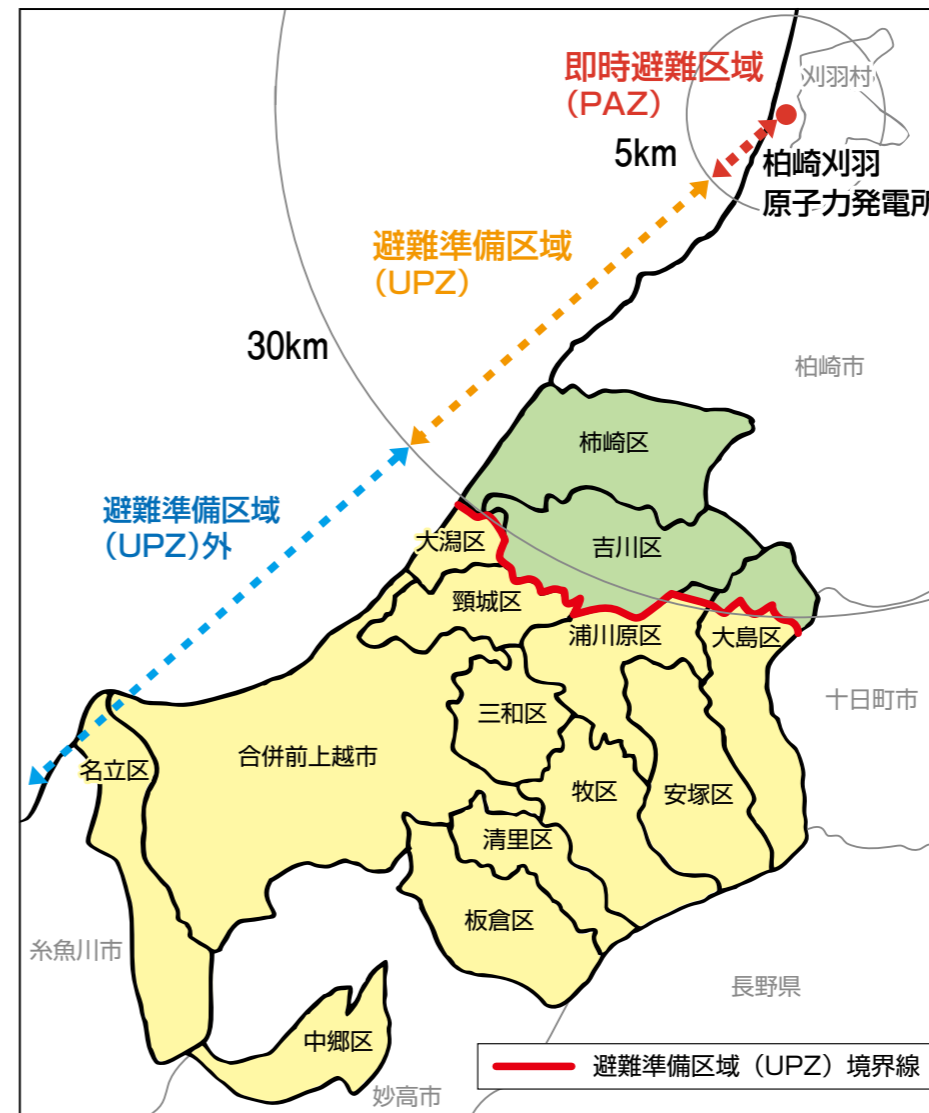 即時避難区域
(PAZ)
刈羽村
5km
柏崎刈羽
原子力発電所
避難準備区域
(UPZ)
30km
柏崎市
柿崎区
避難準備区域
(UPZ)外
大潟区
吉川区
頸城区
浦川原区
大島区
十日町市
三和区
合併前上越市
名立区
牧区
安塚区
清里区
板倉区
糸魚川市
長野県
中郷区
妙高市
避難準備区域（UPZ）境界線